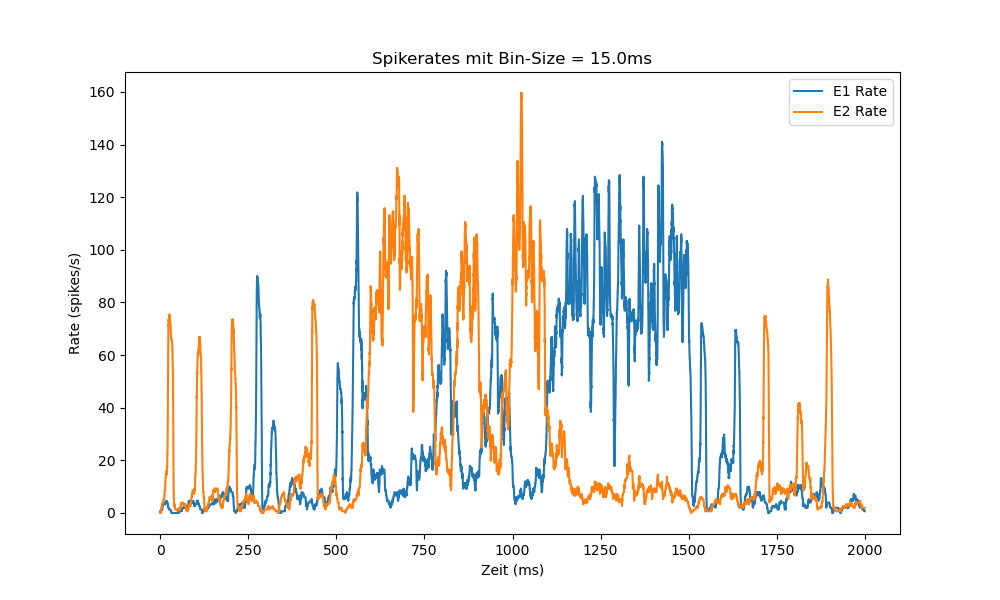 Spikerates mit Bin-Size = 15.0ms
E1 Rate
E2 Rate
160
140
120
100
80
60
40
20
0
Rate (spikes/s)
0 250 500 750 1000 1250 1500 1750 2000
Zeit (ms)